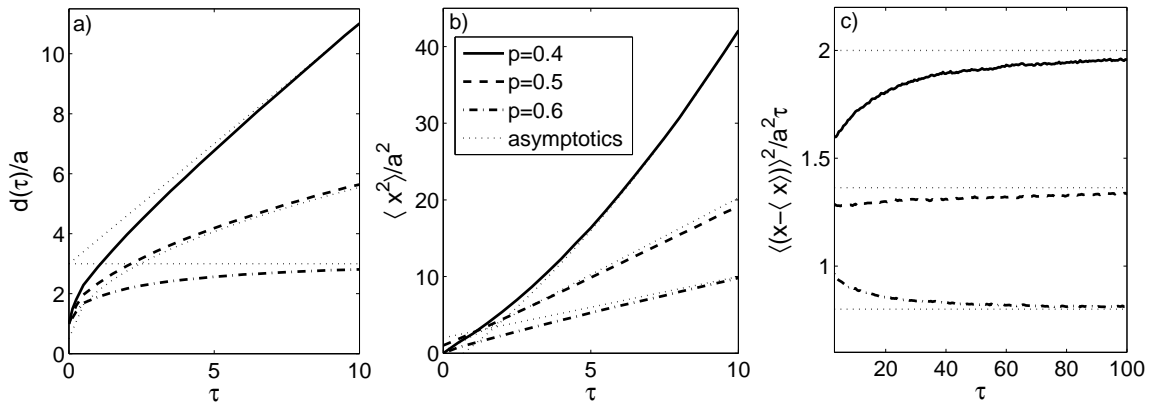 a)
10
8
6
4
2
0
0
5
10
τ
d(τ)/a
b)
p=0.4
p=0.5
p=0.6
asymptotics
40
30
20
10
0
0
5
10
τ
⟨ x²⟩/a²
c)
2
1.5
1
20
40
60
80
100
τ
⟨(x−⟨ x⟩)⟩²/a²τ